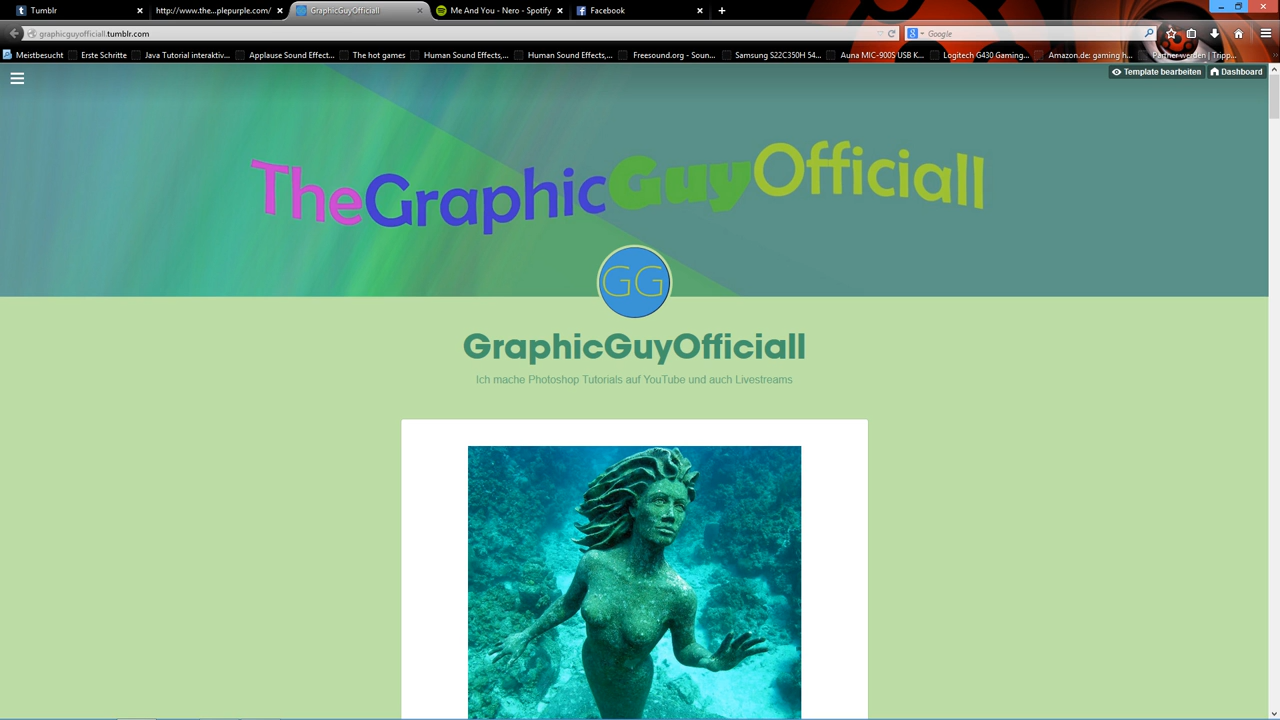 Tumblr
http://www.the...plepurple.com/
GraphicGuyOfficiall
Me And You - Nero - Spotify
Facebook
graphicguyofficiall.tumblr.com
Google
Meistbesucht
Erste Schritte
Java Tutorial interaktiv...
Applause Sound Effect...
The hot games
Human Sound Effects,...
Human Sound Effects,...
Freesound.org - Soun...
Samsung S22C350H 54...
Auna MIC-900S USB K...
Logitech G430 Gaming...
Amazon.de: gaming h...
Partner werden | Tripp...
Template bearbeiten
Dashboard
TheGraphicGuyOfficiall
GG
GraphicGuyOfficiall
Ich mache Photoshop Tutorials auf YouTube und auch Livestreams